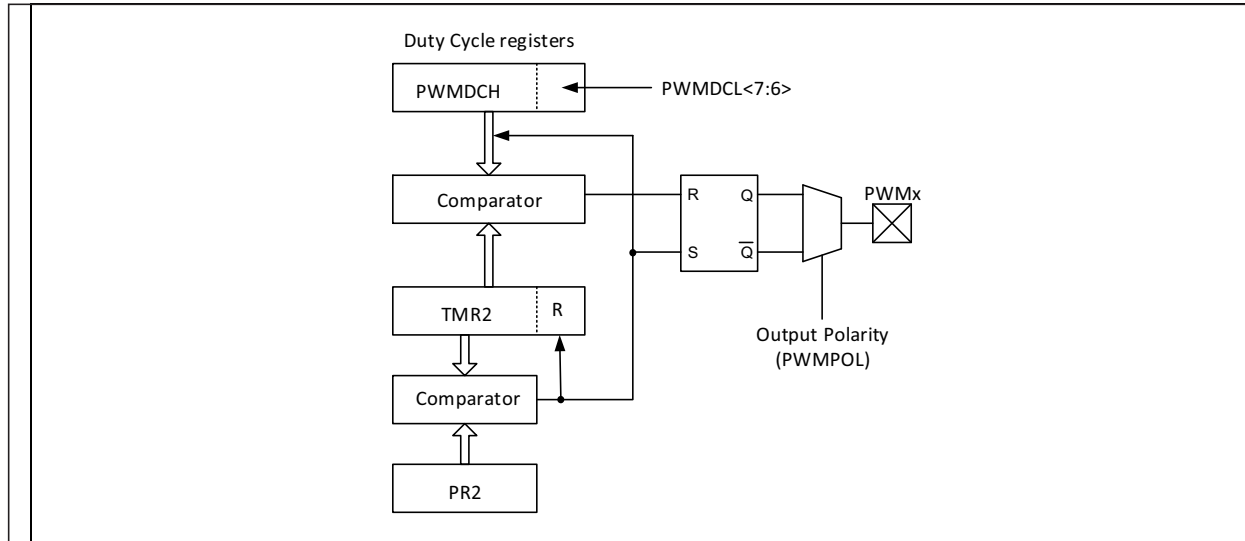 Duty Cycle registers
PWMDCH
PWMDCL<7:6>
Comparator
R
Q
PWMx
S
Q̅
TMR2
R
Output Polarity
(PWMPOL)
Comparator
PR2